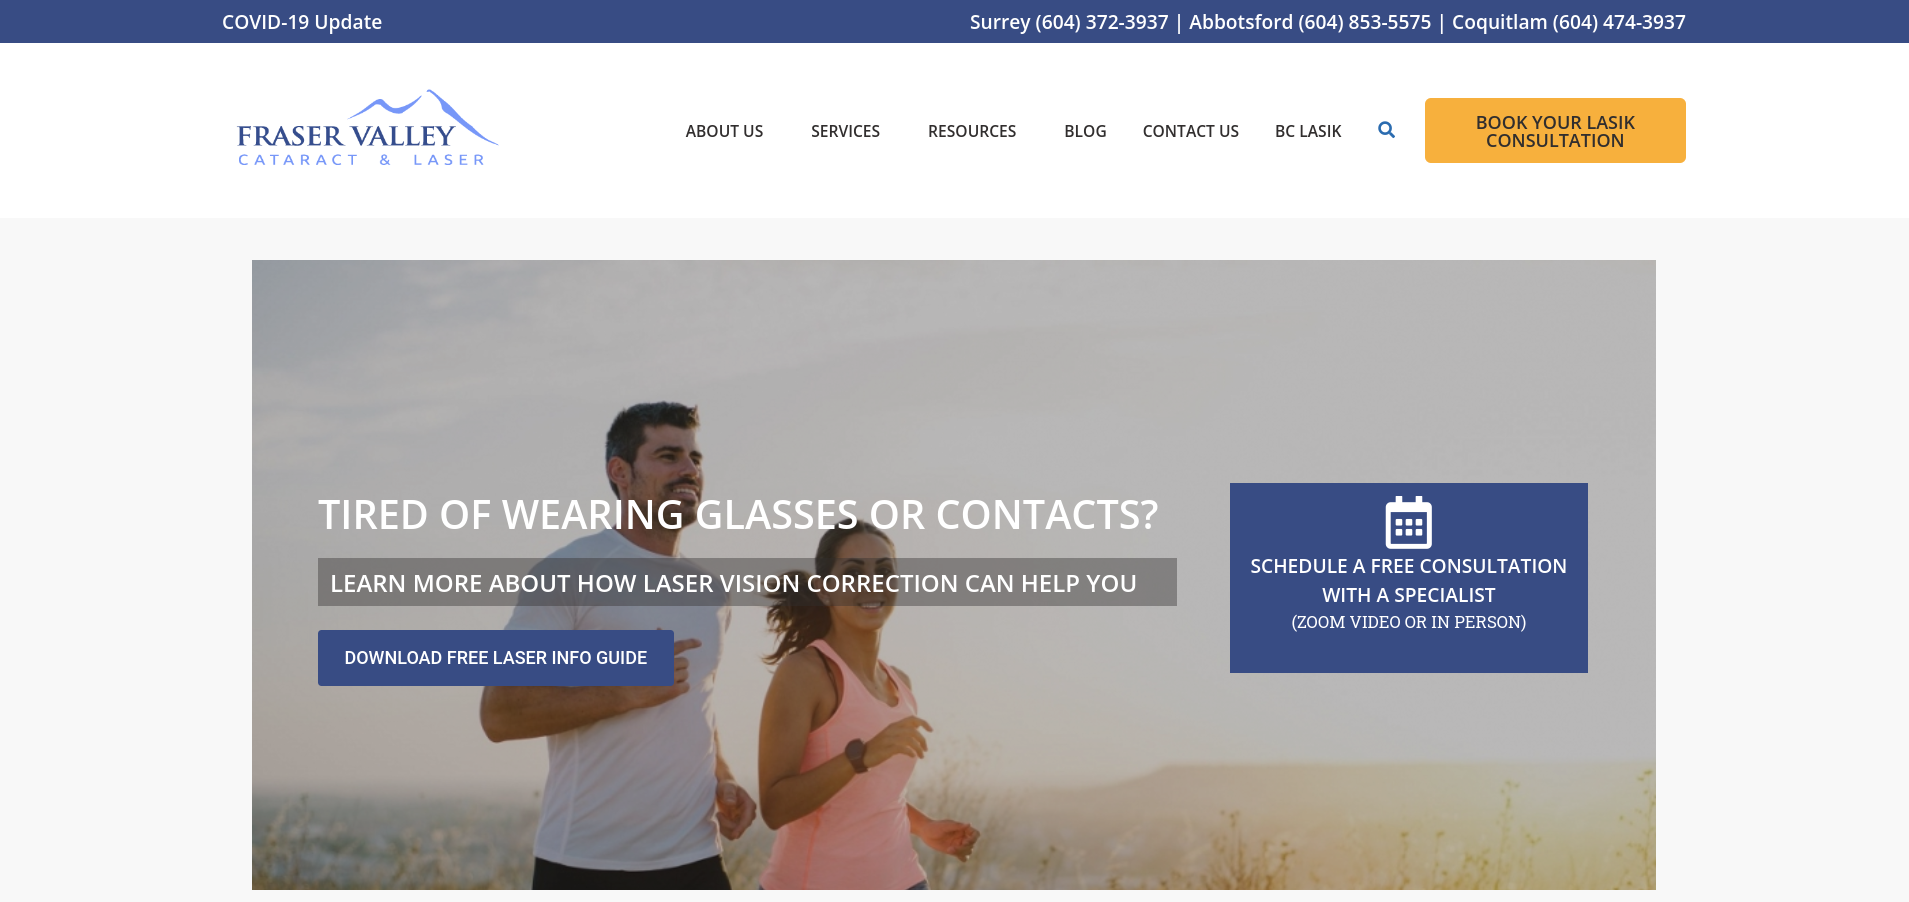 COVID-19 Update
Surrey (604) 372-3937 | Abbotsford (604) 853-5575 | Coquitlam (604) 474-3937
FRASER VALLEY
CATARACT & LASER
ABOUT US
SERVICES
RESOURCES
BLOG
CONTACT US
BC LASIK
BOOK YOUR LASIK
CONSULTATION
TIRED OF WEARING GLASSES OR CONTACTS?
LEARN MORE ABOUT HOW LASER VISION CORRECTION CAN HELP YOU
DOWNLOAD FREE LASER INFO GUIDE
SCHEDULE A FREE CONSULTATION
WITH A SPECIALIST
(ZOOM VIDEO OR IN PERSON)